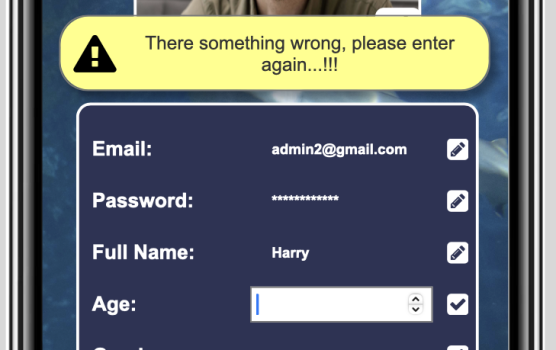 There something wrong, please enter
again...!!!
Email: admin2@gmail.com
Password: ************
Full Name: Harry
Age: